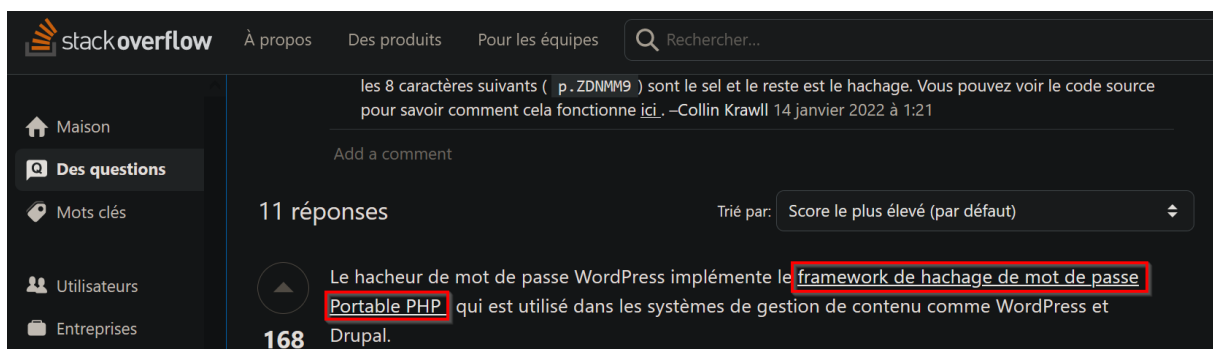 stackoverflow À propos Des produits Pour les équipes Rechercher...
les 8 caractères suivants ( p.ZDNMM9 ) sont le sel et le reste est le hachage. Vous pouvez voir le code source
pour savoir comment cela fonctionne ici . –Collin Krawll 14 janvier 2022 à 1:21
Maison
Add a comment
Des questions
Mots clés
11 réponses Trié par: Score le plus élevé (par défaut)
Le hacheur de mot de passe WordPress implémente le framework de hachage de mot de passe
Utilisateurs
Portable PHP qui est utilisé dans les systèmes de gestion de contenu comme WordPress et
Entreprises
168 Drupal.